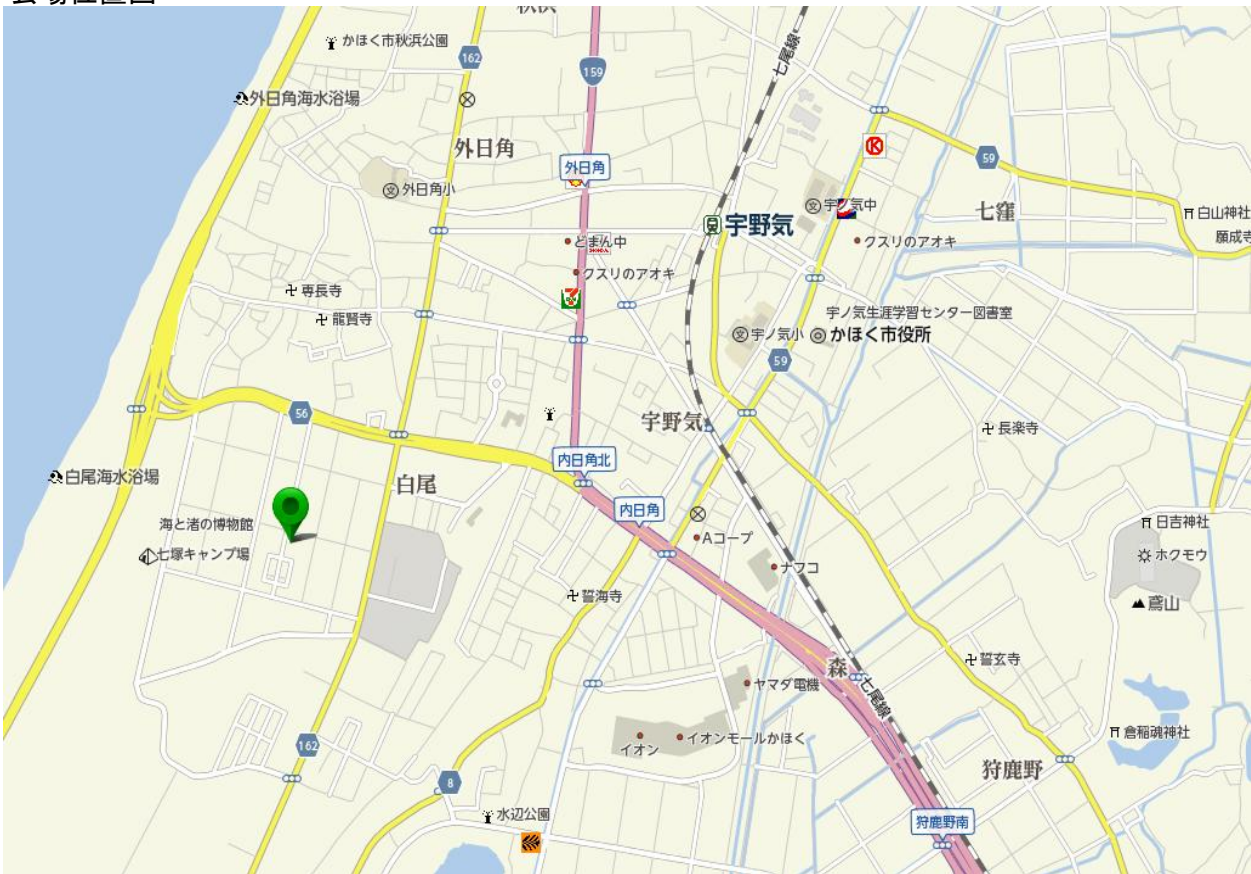 かほく市秋浜公園
162
159
七尾線
外日角海水浴場
外日角
外日角
59
外日角小
宇ノ気中
七窪
白山神社
願成寺
宇野気
どまん中
クスリのアオキ
クスリのアオキ
専長寺
龍賢寺
宇ノ気生涯学習センター図書室
宇ノ気小
かほく市役所
59
56
宇野気
長楽寺
内日角北
白尾海水浴場
白尾
内日角
海と渚の博物館
日吉神社
Aコープ
七塚キャンプ場
ホクモウ
ナフコ
誓海寺
鳶山
森
誓玄寺
ヤマダ電機
七尾線
倉稲魂神社
イオン
イオンモールかほく
162
狩鹿野
8
水辺公園
狩鹿野南